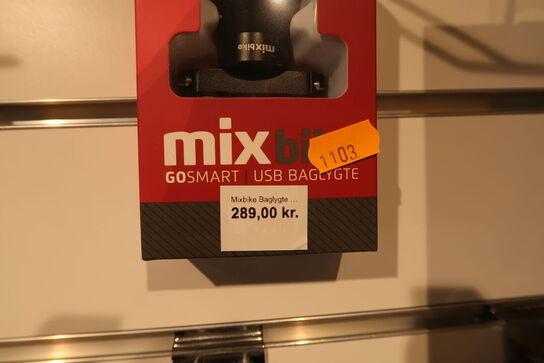 mixbike
mix bi
1103
GOSMART | USB BAGLYGTE
Mixbike Baglygte ...
289,00 kr.